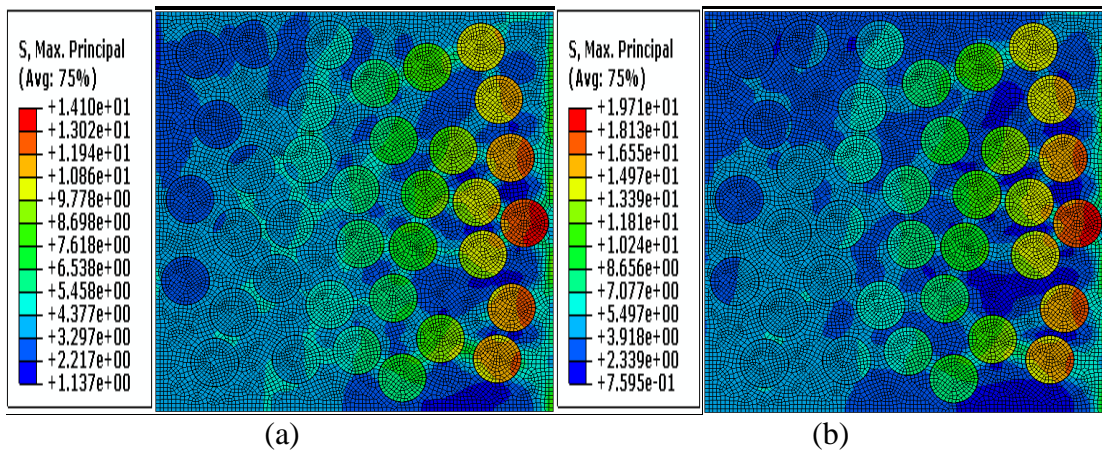 S, Max. Principal
(Avg: 75%)
+1.410e+01
+1.302e+01
+1.194e+01
+1.086e+01
+9.778e+00
+8.698e+00
+7.618e+00
+6.538e+00
+5.458e+00
+4.377e+00
+3.297e+00
+2.217e+00
+1.137e+00
S, Max. Principal
(Avg: 75%)
+1.971e+01
+1.813e+01
+1.655e+01
+1.497e+01
+1.339e+01
+1.181e+01
+1.024e+01
+8.656e+00
+7.077e+00
+5.497e+00
+3.918e+00
+2.339e+00
+7.595e-01
(a)
(b)